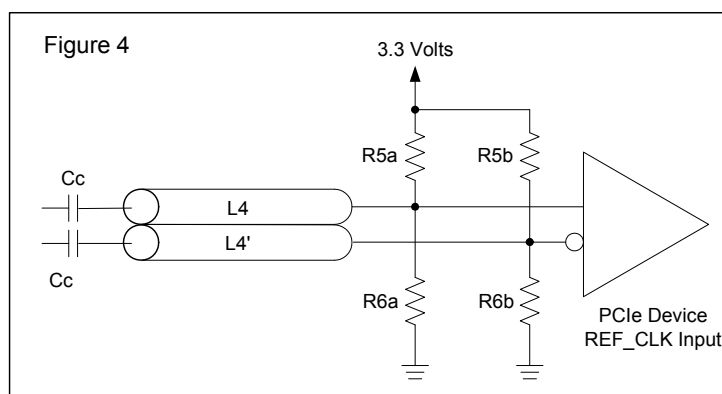 Figure 4
3.3 Volts
R5a
R5b
Cc
L4
L4'
Cc
R6a
R6b
PCIe Device
REF_CLK Input